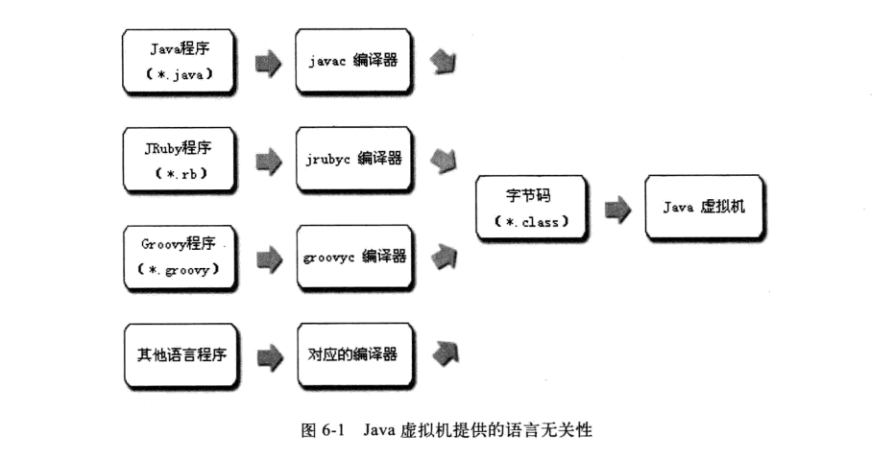 Java程序
(*.java)
javac 编译器
JRuby程序
(*.rb)
jrubyc 编译器
字节码
(*.class)
Java 虚拟机
Groovy程序
(*.groovy)
groovyc 编译器
其他语言程序
对应的编译器
图 6-1 Java 虚拟机提供的语言无关性